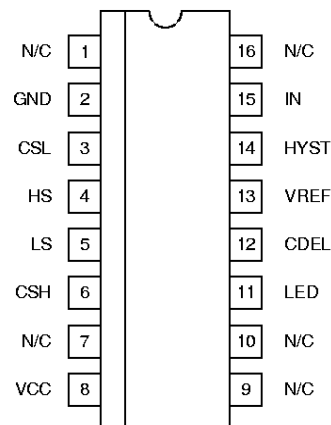 N/C 1 16 N/C
GND 2 15 IN
CSL 3 14 HYST
HS 4 13 VREF
LS 5 12 CDEL
CSH 6 11 LED
N/C 7 10 N/C
VCC 8 9 N/C